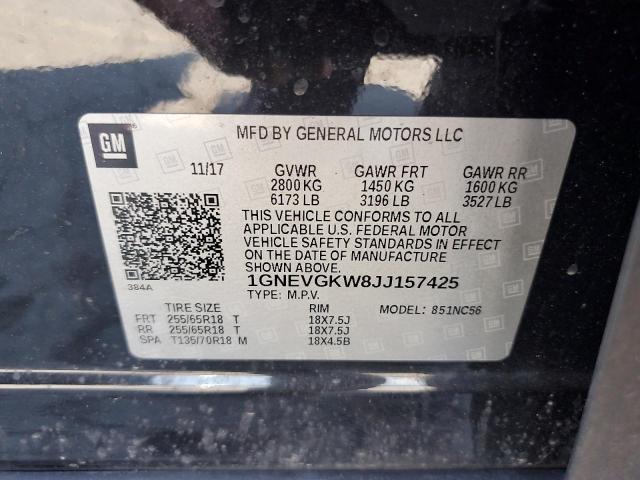 GM
MFD BY GENERAL MOTORS LLC
11/17 GVWR GAWR FRT GAWR RR
2800 KG 1450 KG 1600 KG
6173 LB 3196 LB 3527 LB
THIS VEHICLE CONFORMS TO ALL
APPLICABLE U.S. FEDERAL MOTOR
VEHICLE SAFETY STANDARDS IN EFFECT
ON THE DATE OF MANUFACTURE
SHOWN ABOVE.
1GNEVGKW8JJ157425
384A
TYPE: M.P.V.
TIRE SIZE RIM MODEL: 851NC56
FRT 255/65R18 T 18X7.5J
RR 255/65R18 T 18X7.5J
SPA T135/70R18 M 18X4.5B